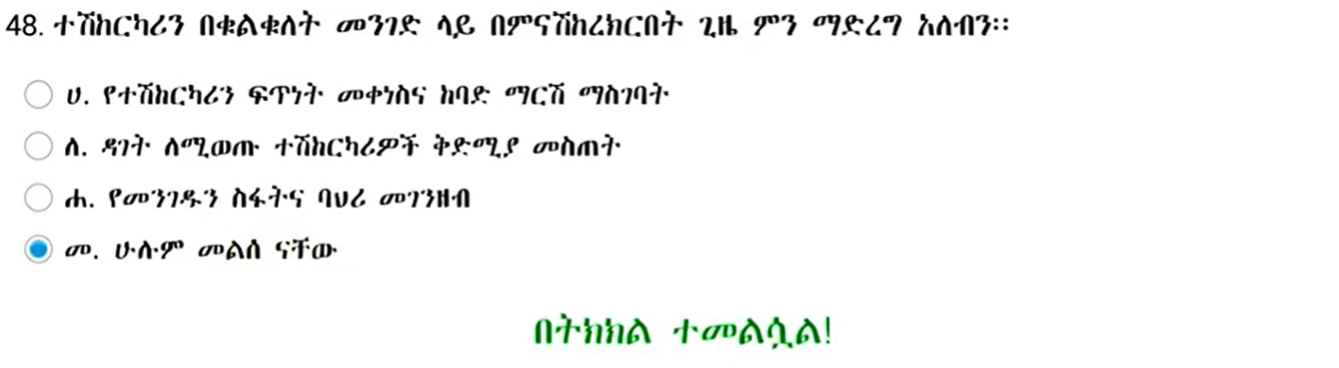 48. ተሽከርካሪን በቁልቁለት መንገድ ላይ በምናሽከረክርበት ጊዜ ምን ማድረግ አለብን፡፡
ሀ. የተሽከርካሪን ፍጥነት መቀነስና ከባድ ማርሽ ማስገባት
ለ. ዳገት ለሚወጡ ተሽከርካሪዎች ቅድሚያ መስጠት
ሐ. የመንገዱን ስፋትና ባህሪ መገንዘብ
መ. ሁሉም መልሰ ናቸው
በትክክል ተመልሷል!